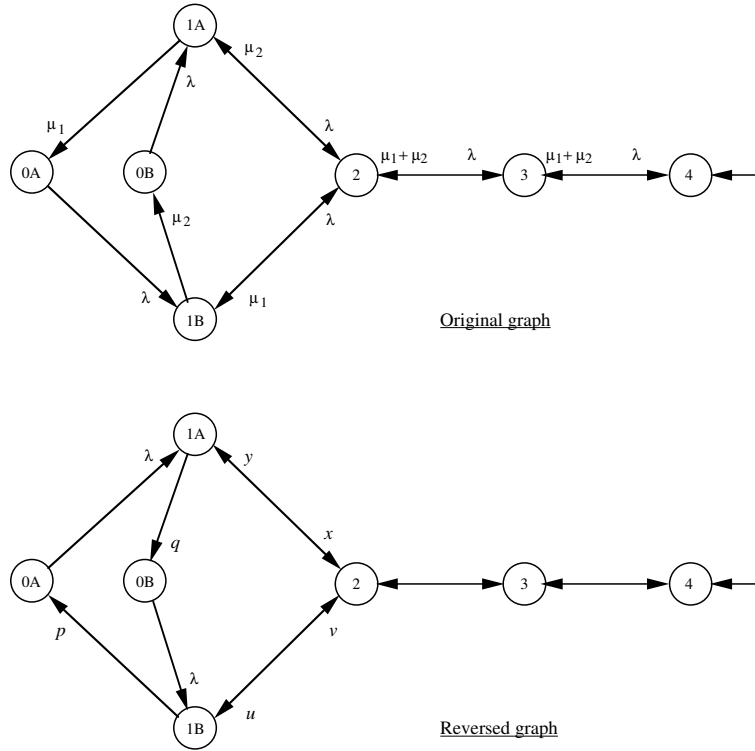 1A
μ2
λ
μ1
λ
μ1+ μ2
λ
μ1+ μ2
λ
0A
0B
2
3
4
μ2
λ
λ
μ1
1B
Original graph
1A
λ
y
q
x
0A
0B
2
3
4
p
v
λ
u
1B
Reversed graph